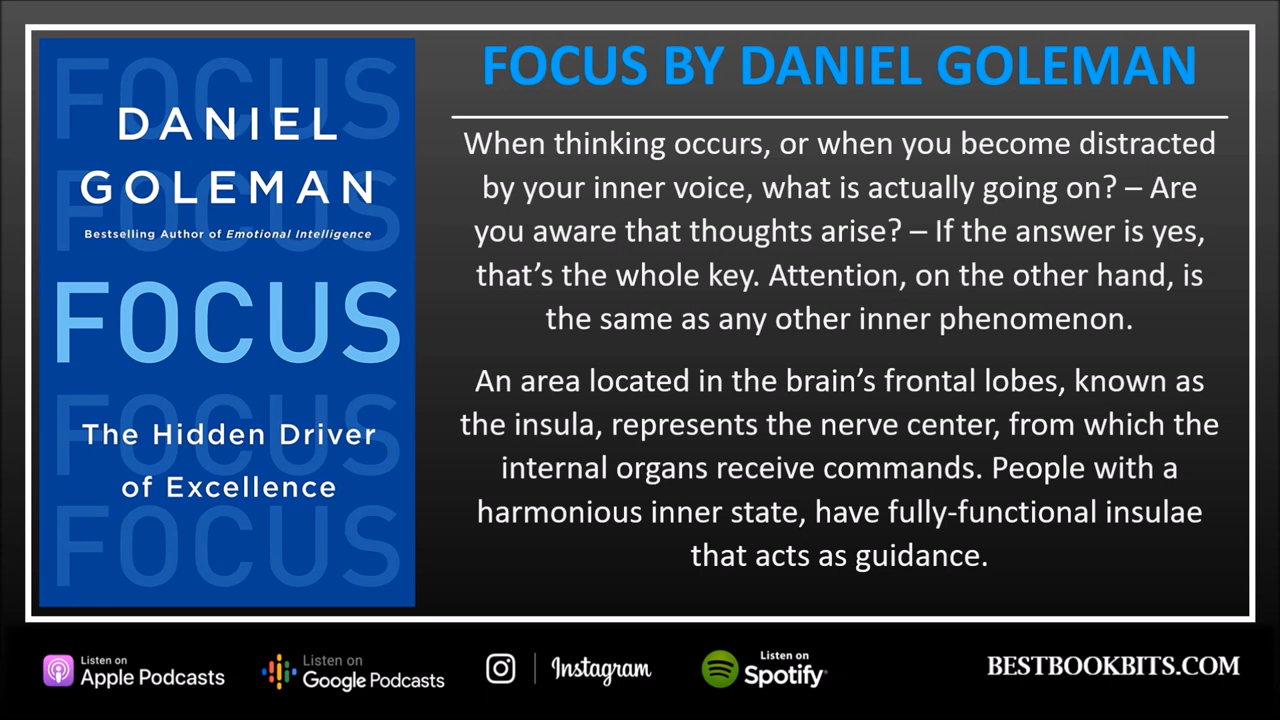 FOCUS
DANIEL
FOCUS
GOLEMAN
Bestselling Author of Emotional Intelligence
FOCUS
FOCUS
The Hidden Driver
of Excellence
FOCUS
FOCUS BY DANIEL GOLEMAN
When thinking occurs, or when you become distracted
by your inner voice, what is actually going on? – Are
you aware that thoughts arise? – If the answer is yes,
that’s the whole key. Attention, on the other hand, is
the same as any other inner phenomenon.
An area located in the brain’s frontal lobes, known as
the insula, represents the nerve center, from which the
internal organs receive commands. People with a
harmonious inner state, have fully-functional insulae
that acts as guidance.
Listen on
Apple Podcasts
Listen on
Google Podcasts
Instagram
Listen on
Spotify
BESTBOOKBITS.COM